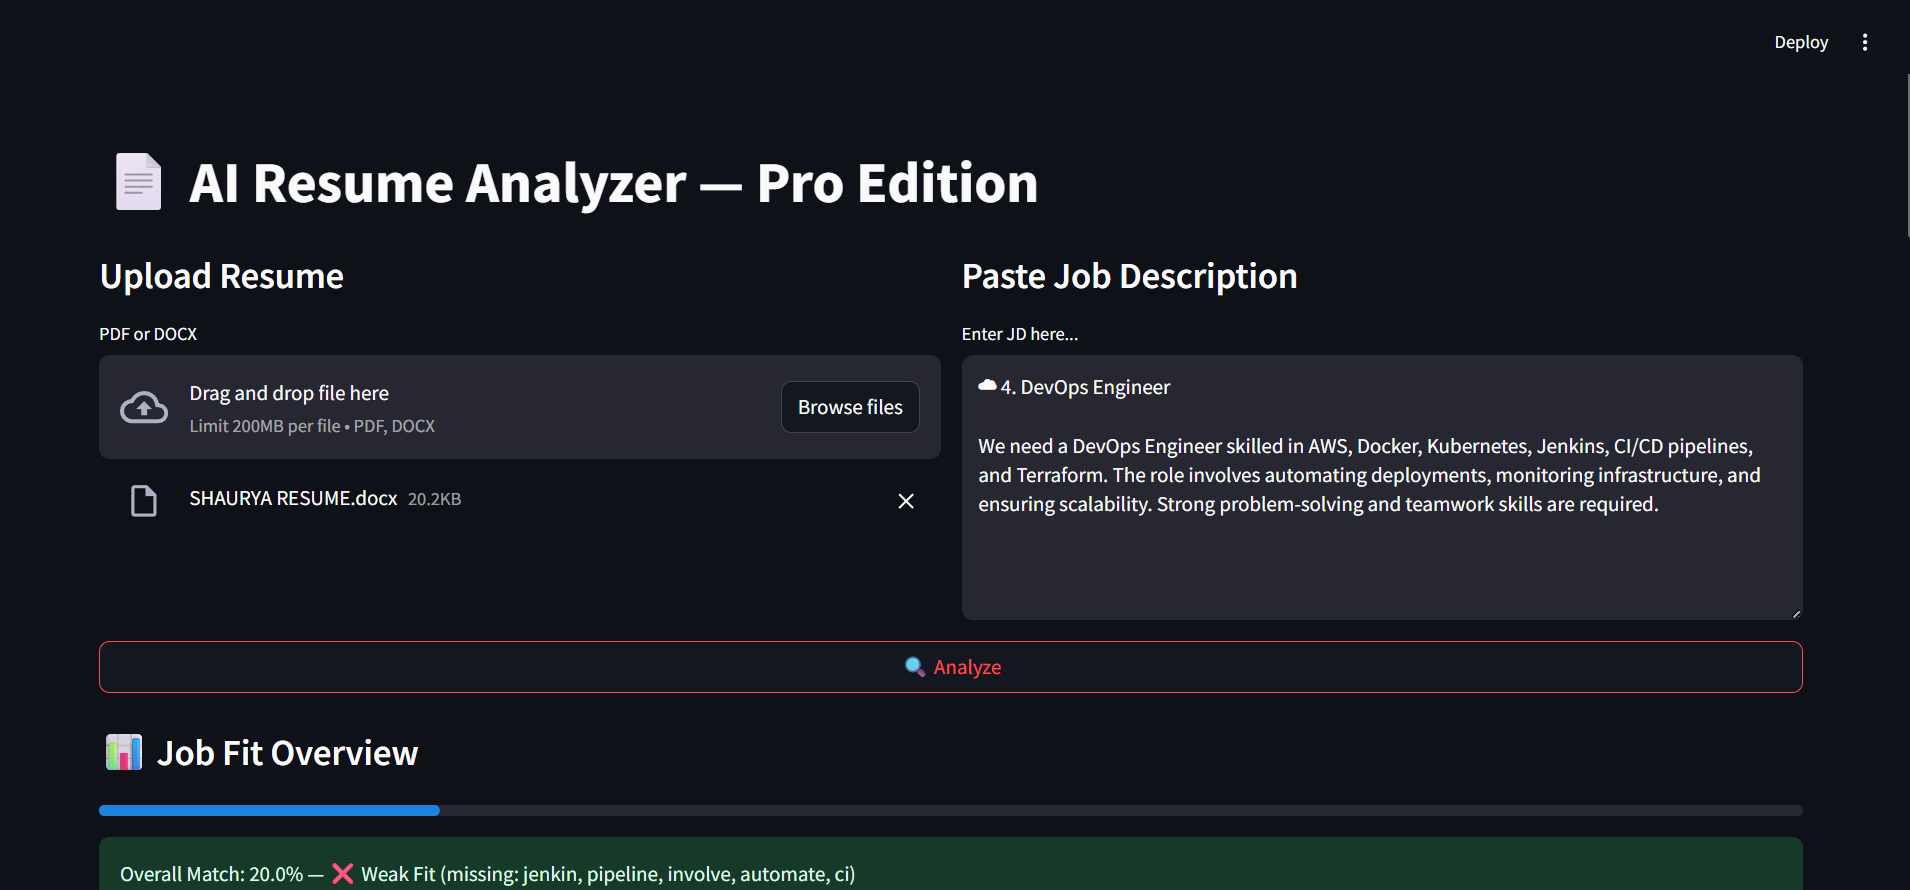 Deploy
AI Resume Analyzer — Pro Edition
Upload Resume
PDF or DOCX
Drag and drop file here
Limit 200MB per file • PDF, DOCX
Browse files
SHAURYA RESUME.docx 20.2KB
Paste Job Description
Enter JD here...
4. DevOps Engineer
We need a DevOps Engineer skilled in AWS, Docker, Kubernetes, Jenkins, CI/CD pipelines,
and Terraform. The role involves automating deployments, monitoring infrastructure, and
ensuring scalability. Strong problem-solving and teamwork skills are required.
Analyze
Job Fit Overview
Overall Match: 20.0% — ❌ Weak Fit (missing: jenkin, pipeline, involve, automate, ci)